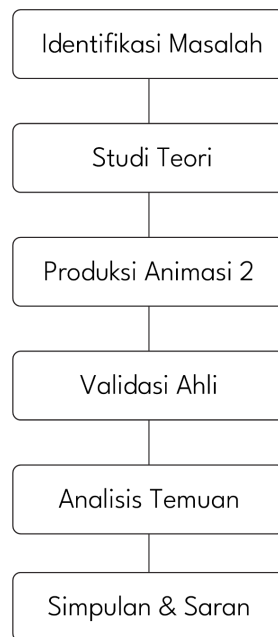 Identifikasi Masalah
Studi Teori
Produksi Animasi 2
Validasi Ahli
Analisis Temuan
Simpulan & Saran